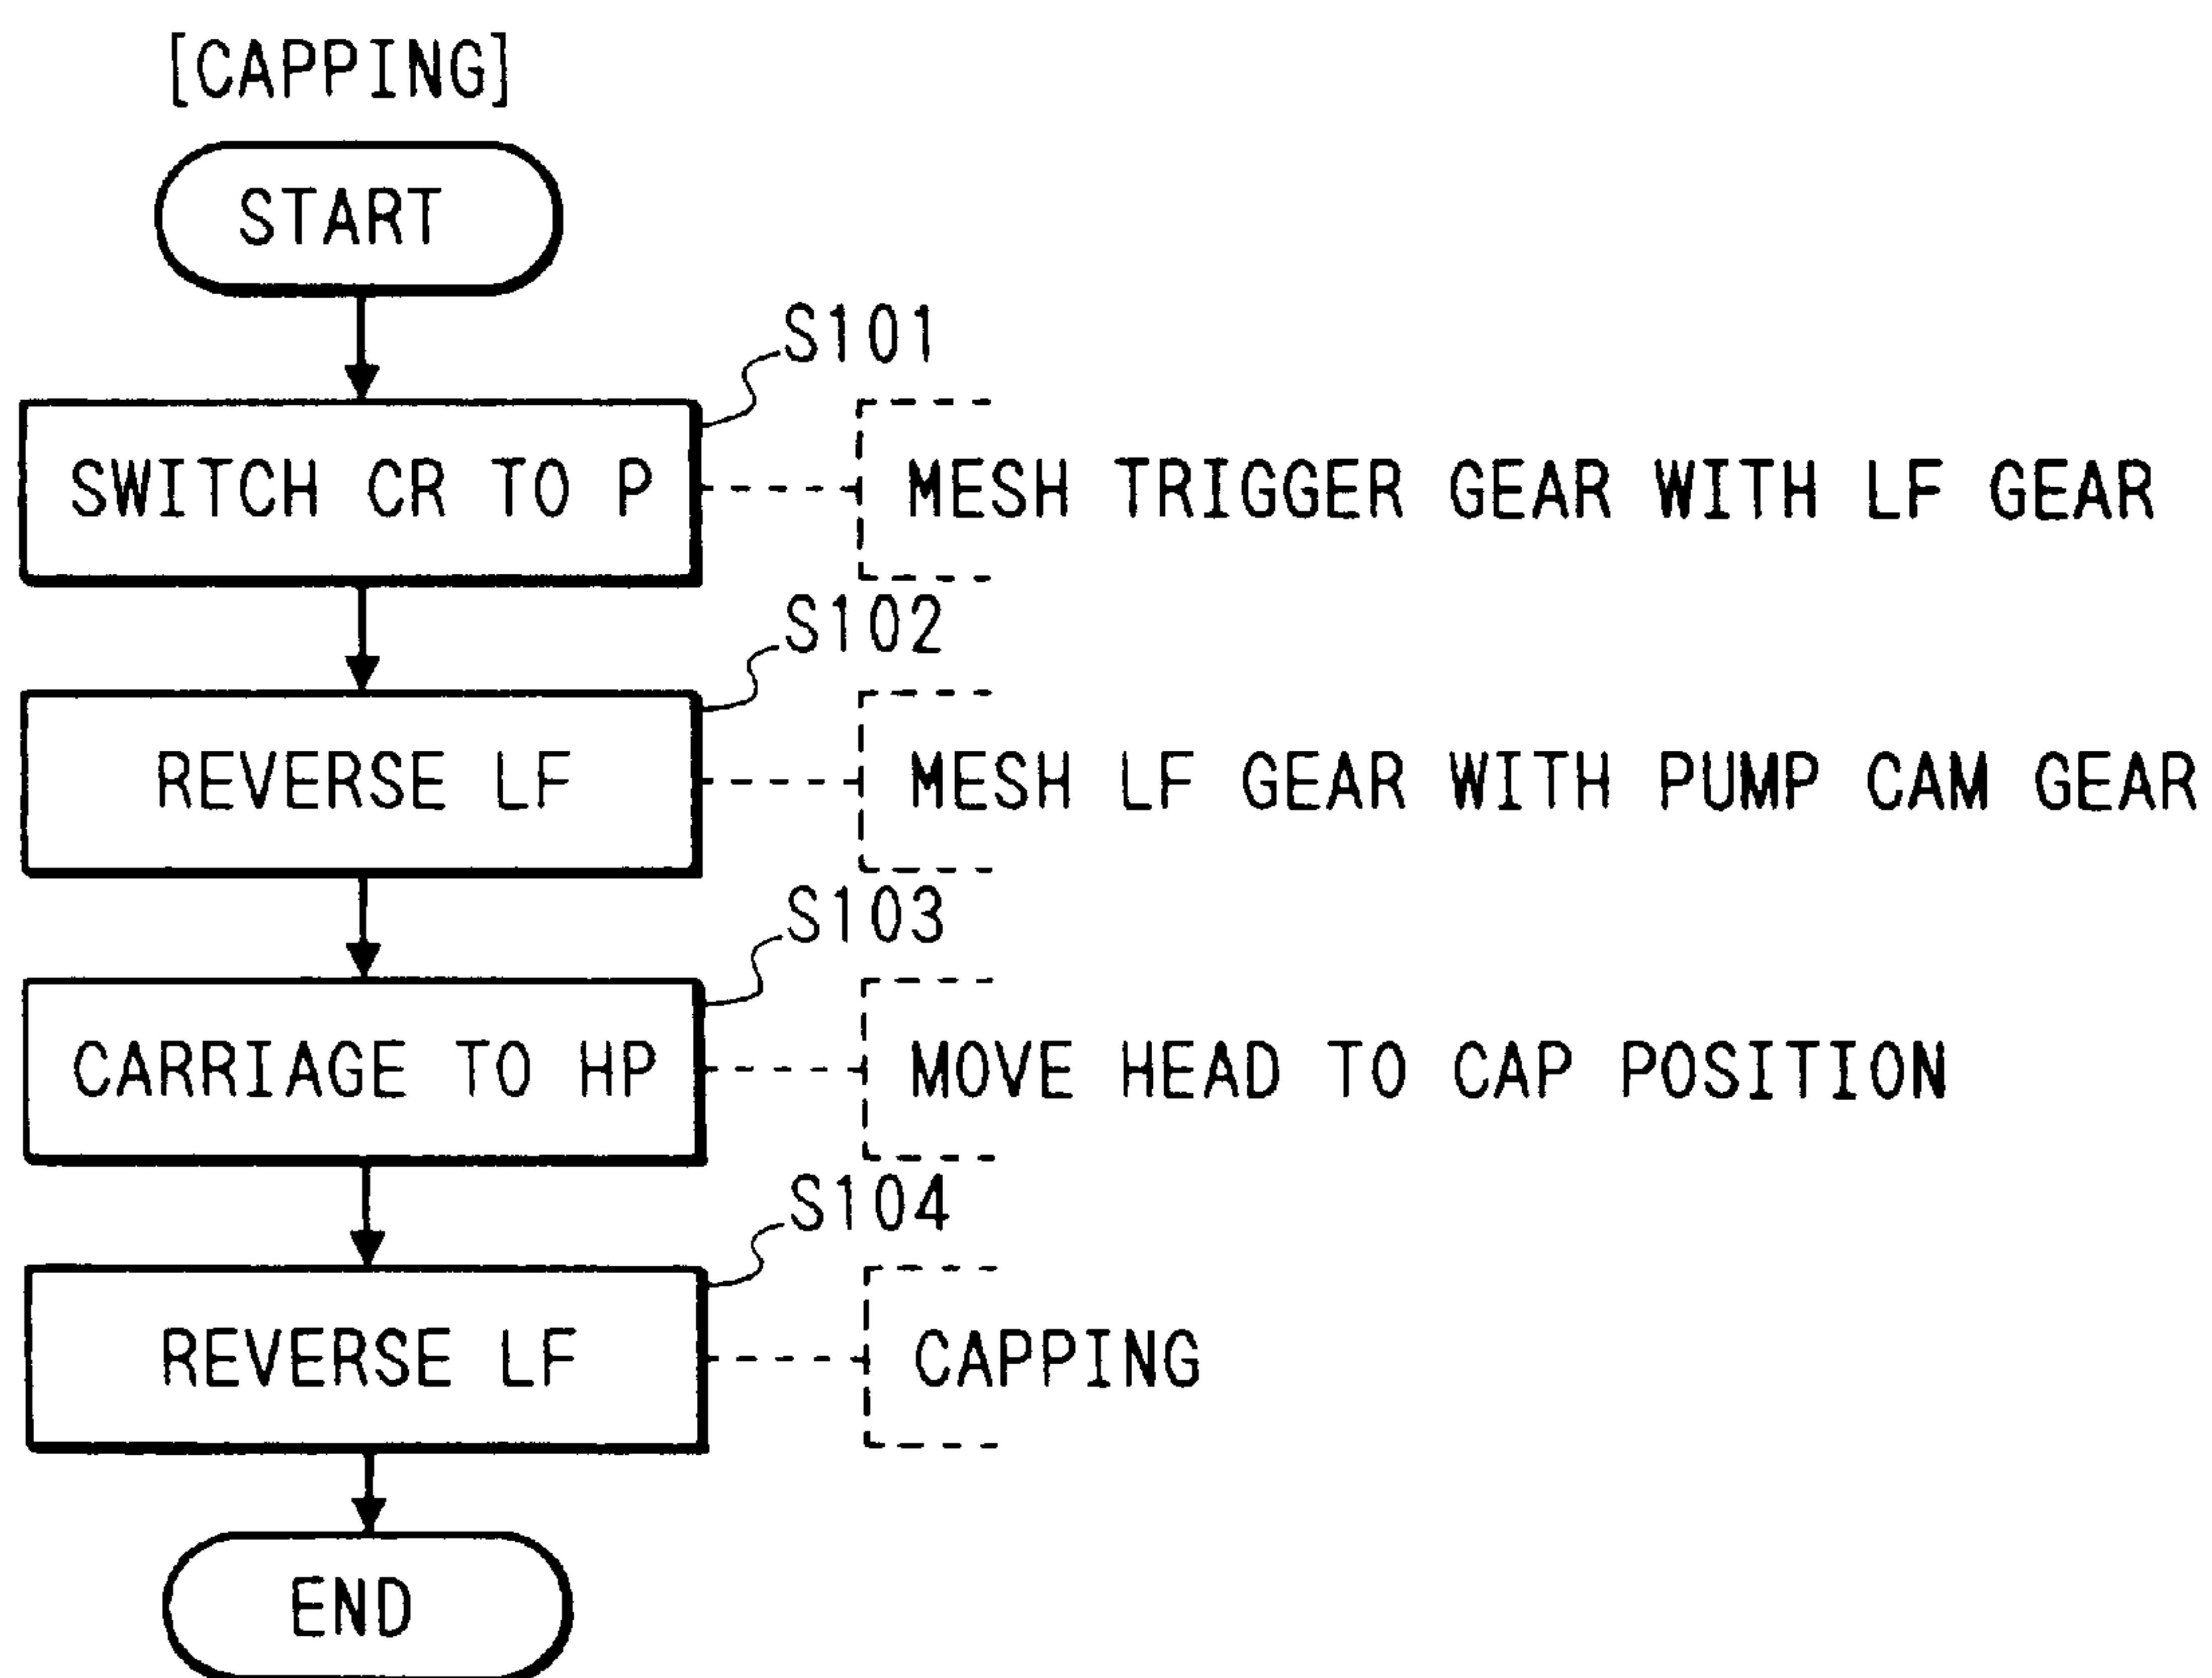 [CAPPING]
START
S101
SWITCH CR TO P
MESH TRIGGER GEAR WITH LF GEAR
S102
REVERSE LF
MESH LF GEAR WITH PUMP CAM GEAR
S103
CARRIAGE TO HP
MOVE HEAD TO CAP POSITION
S104
REVERSE LF
CAPPING
END